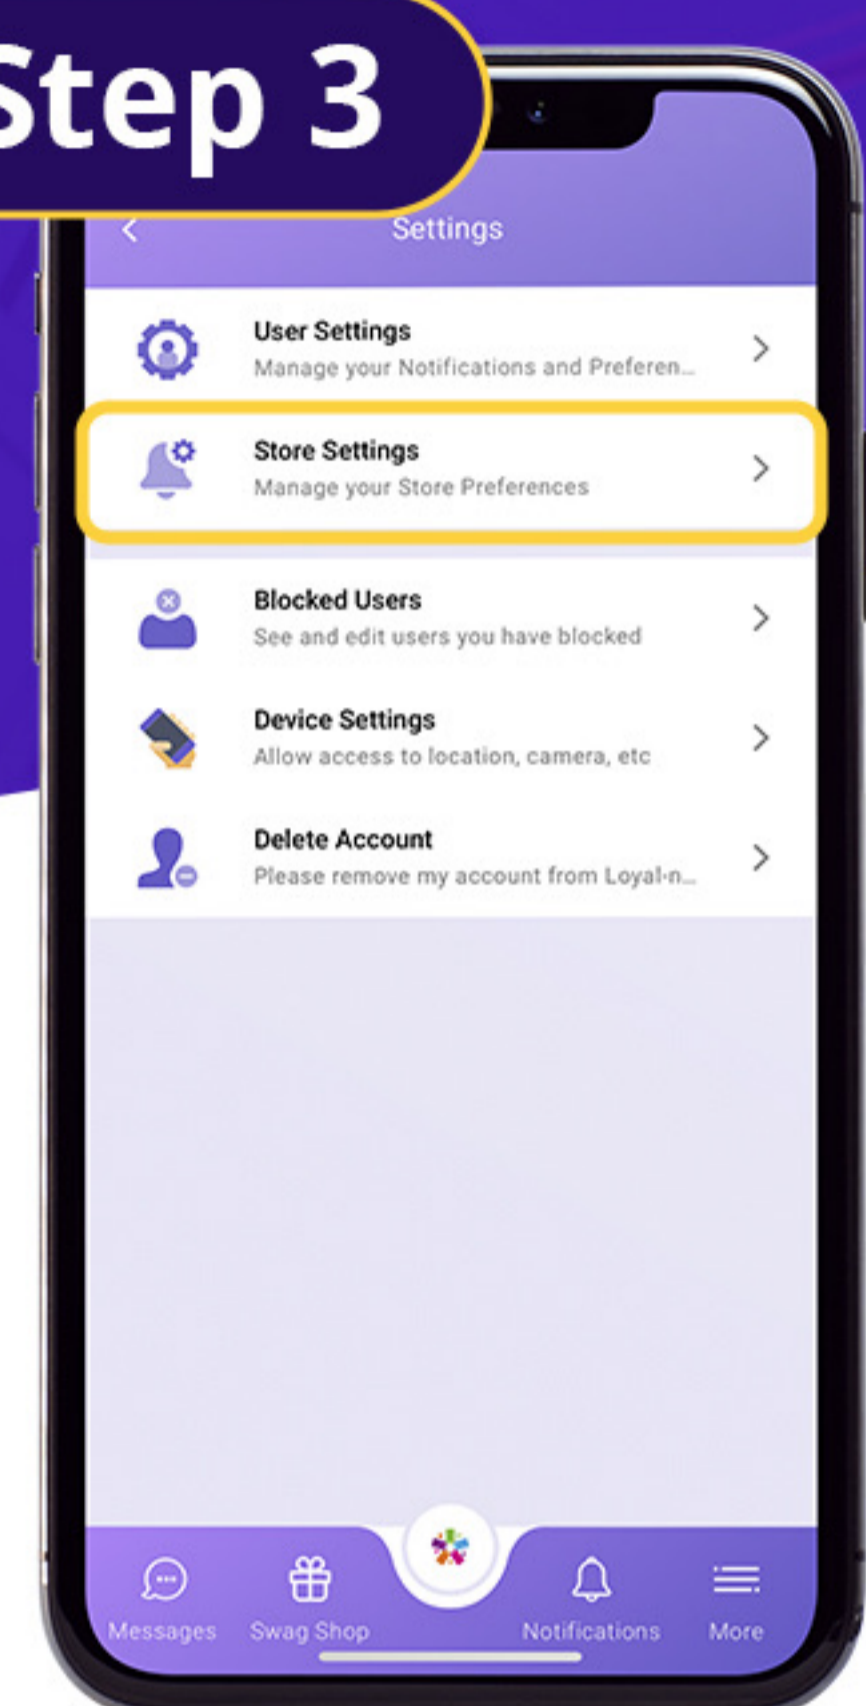 Step 3
Settings
User Settings
Manage your Notifications and Preferen...
Store Settings
Manage your Store Preferences
Blocked Users
See and edit users you have blocked
Device Settings
Allow access to location, camera, etc
Delete Account
Please remove my account from Loyal-n...
Messages
Swag Shop
Notifications
More